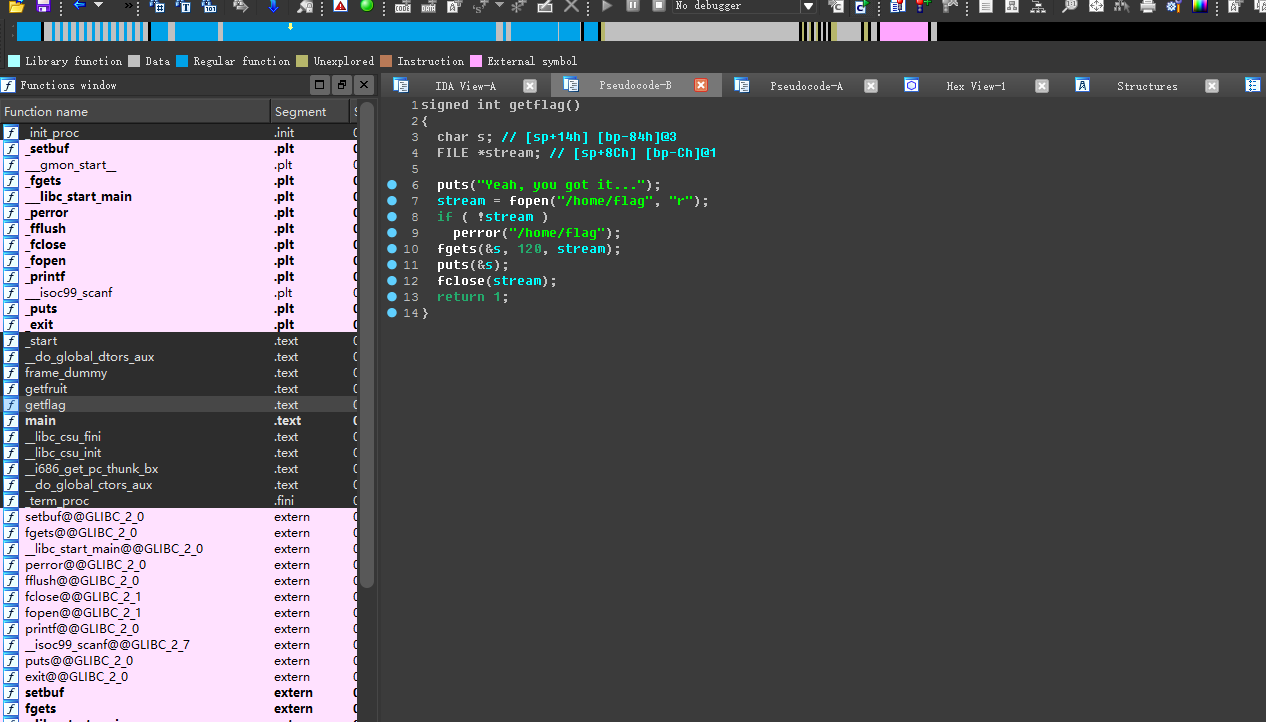 No debugger
Library function Data Regular function Unexplored Instruction External symbol
Functions window
IDA View-A Pseudocode-B Pseudocode-A Hex View-1 Structures
Function name Segment
_init_proc .init
_setbuf .plt
___gmon_start__ .plt
_fgets .plt
___libc_start_main .plt
_perror .plt
_fflush .plt
_fclose .plt
_fopen .plt
_printf .plt
___isoc99_scanf .plt
_puts .plt
_exit .plt
_start .text
__do_global_dtors_aux .text
frame_dummy .text
getfruit .text
getflag .text
main .text
__libc_csu_fini .text
__libc_csu_init .text
__i686_get_pc_thunk_bx .text
__do_global_ctors_aux .text
_term_proc .fini
setbuf@@GLIBC_2_0 extern
fgets@@GLIBC_2_0 extern
__libc_start_main@@GLIBC_2_0 extern
perror@@GLIBC_2_0 extern
fflush@@GLIBC_2_0 extern
fclose@@GLIBC_2_1 extern
fopen@@GLIBC_2_1 extern
printf@@GLIBC_2_0 extern
__isoc99_scanf@@GLIBC_2_7 extern
puts@@GLIBC_2_0 extern
exit@@GLIBC_2_0 extern
setbuf extern
fgets extern
1 signed int getflag()
2 {
3 char s; // [sp+14h] [bp-84h]@3
4 FILE *stream; // [sp+8Ch] [bp-Ch]@1
5
6 puts("Yeah, you got it...");
7 stream = fopen("/home/flag", "r");
8 if ( !stream )
9 perror("/home/flag");
10 fgets(&s, 120, stream);
11 puts(&s);
12 fclose(stream);
13 return 1;
14 }